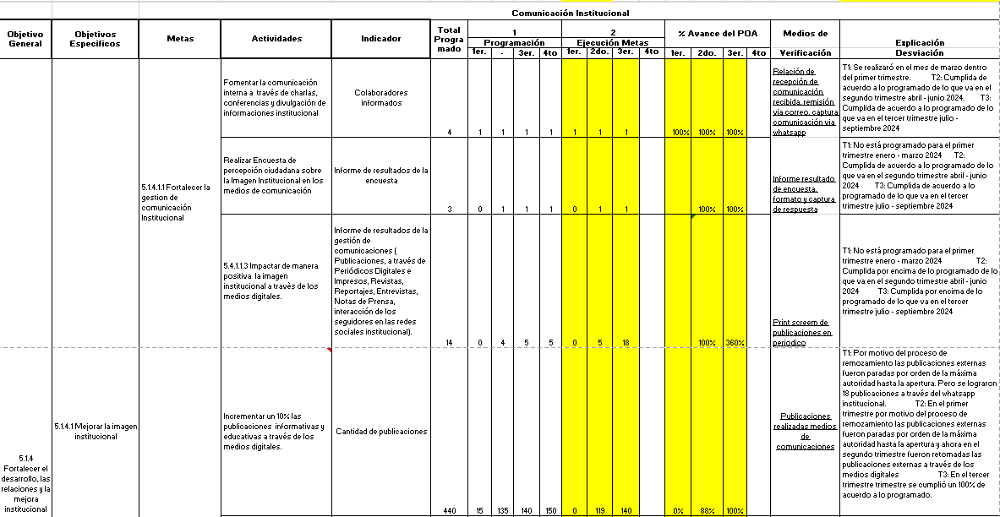 Comunicación Institucional
Objetivo
General
Objetivos
Específicos
Metas
Actividades
Indicador
Total
Progra
mado
1
Programación
1er. - 3er. 4to
2
Ejecución Metas
1er. 2do. 3er. 4to
% Avance del POA
1er. 2do. 3er. 4to
Medios de
Verificación
Explicación
Desviación
5.1.4
Fortalecer el
desarrollo, las
relaciones y la
mejora
institucional
5.1.4.1 Mejorar la imagen
institucional
5.1.4.1.1 Fortalecer la
gestion de
comunicación
Institucional
Fomentar la comunicación
interna a través de charlas,
conferencias y divulgación de
informaciones institucional
Colaboradores
informados
4 1 1 1 1 1 1 1 100% 100% 100%
Relación de
recepción de
comunicación
recibida, remisión
via correo, captura
comunicación via
whatsapp
T1: Se realizaró en el mes de marzo dentro
del primer trimestre. T2: Cumplida de
acuerdo a lo programado de lo que va en el
segundo trimestre abril - junio 2024. T3:
Cumplida de acuerdo a lo programado de lo
que va en el tercer trimestre julio -
septiembre 2024
Realizar Encuesta de
percepción ciudadana sobre
la Imagen Institucional en los
medios de comunicación
Informe de resultados de la
encuesta
3 0 1 1 1 0 1 1 100% 100%
Informe resultado
de encuesta,
formato y captura
de respuesta
T1: No está programado para el primer
trimestre enero - marzo 2024 T2:
Cumplida de acuerdo a lo programado de lo
que va en el segundo trimestre abril - junio
2024 T3: Cumplida de acuerdo a lo
programado de lo que va en el tercer
trimestre julio - septiembre 2024
5.4.1.1.3 Impactar de manera
positiva la imagen
institucional a través de los
medios digitales.
Informe de resultados de la
gestión de
comunicaciones (
Publicaciones, a través de
Periódicos Digitales e
Impresos, Revistas,
Reportajes, Entrevistas,
Notas de Prensa,
interacción de los
seguidores en las redes
sociales institucional).
14 0 4 5 5 0 5 18 100% 360%
Print screem de
publicaciones en
periodico
T1: No está programado para el primer
trimestre enero - marzo 2024 T2:
Cumplida por encima de lo programado de lo
que va en el segundo trimestre abril - junio
2024 T3: Cumplida por encima de lo
programado de lo que va en el tercer
trimestre julio - septiembre 2024
Incrementar un 10% las
publicaciones informativas y
educativas a través de los
medios digitales.
Cantidad de publicaciones
440 15 135 140 150 0 119 140 0% 88% 100%
Publicaciones
realizadas medios
de
comunicaciones
T1: Por motivo del proceso de
remozamiento las publicaciones externas
fueron paradas por orden de la máxima
autoridad hasta la apertura. Pero se lograron
18 publicaciones a través del whatsapp
institucional. T2: En el primer
trimestre por motivo del proceso de
remozamiento las publicaciones externas
fueron paradas por orden de la máxima
autoridad hasta la apertura y ahora en el
segundo trimestre fueron retomadas las
publicaciones externas a través de los
medios digitales T3: En el tercer
trimestre trimestre se cumplió un 100% de
acuerdo a lo programado.